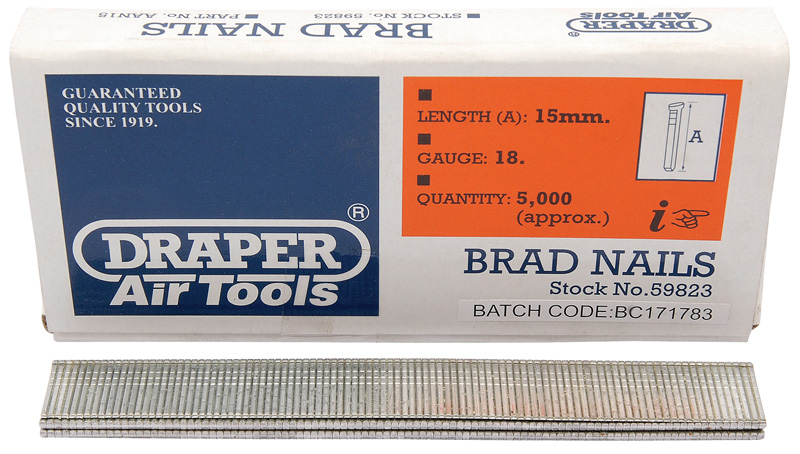 ■ STOCK No. 59823
■ PART No. AAN15
BRAD NAILS
DRAPER
Air Tools
GUARANTEED
QUALITY TOOLS
SINCE 1919.
DRAPER®
Air Tools
■
LENGTH (A): 15mm.
■
GAUGE: 18.
■
QUANTITY: 5,000
(approx.)
A
i
BRAD NAILS
Stock No.59823
BATCH CODE:BC171783